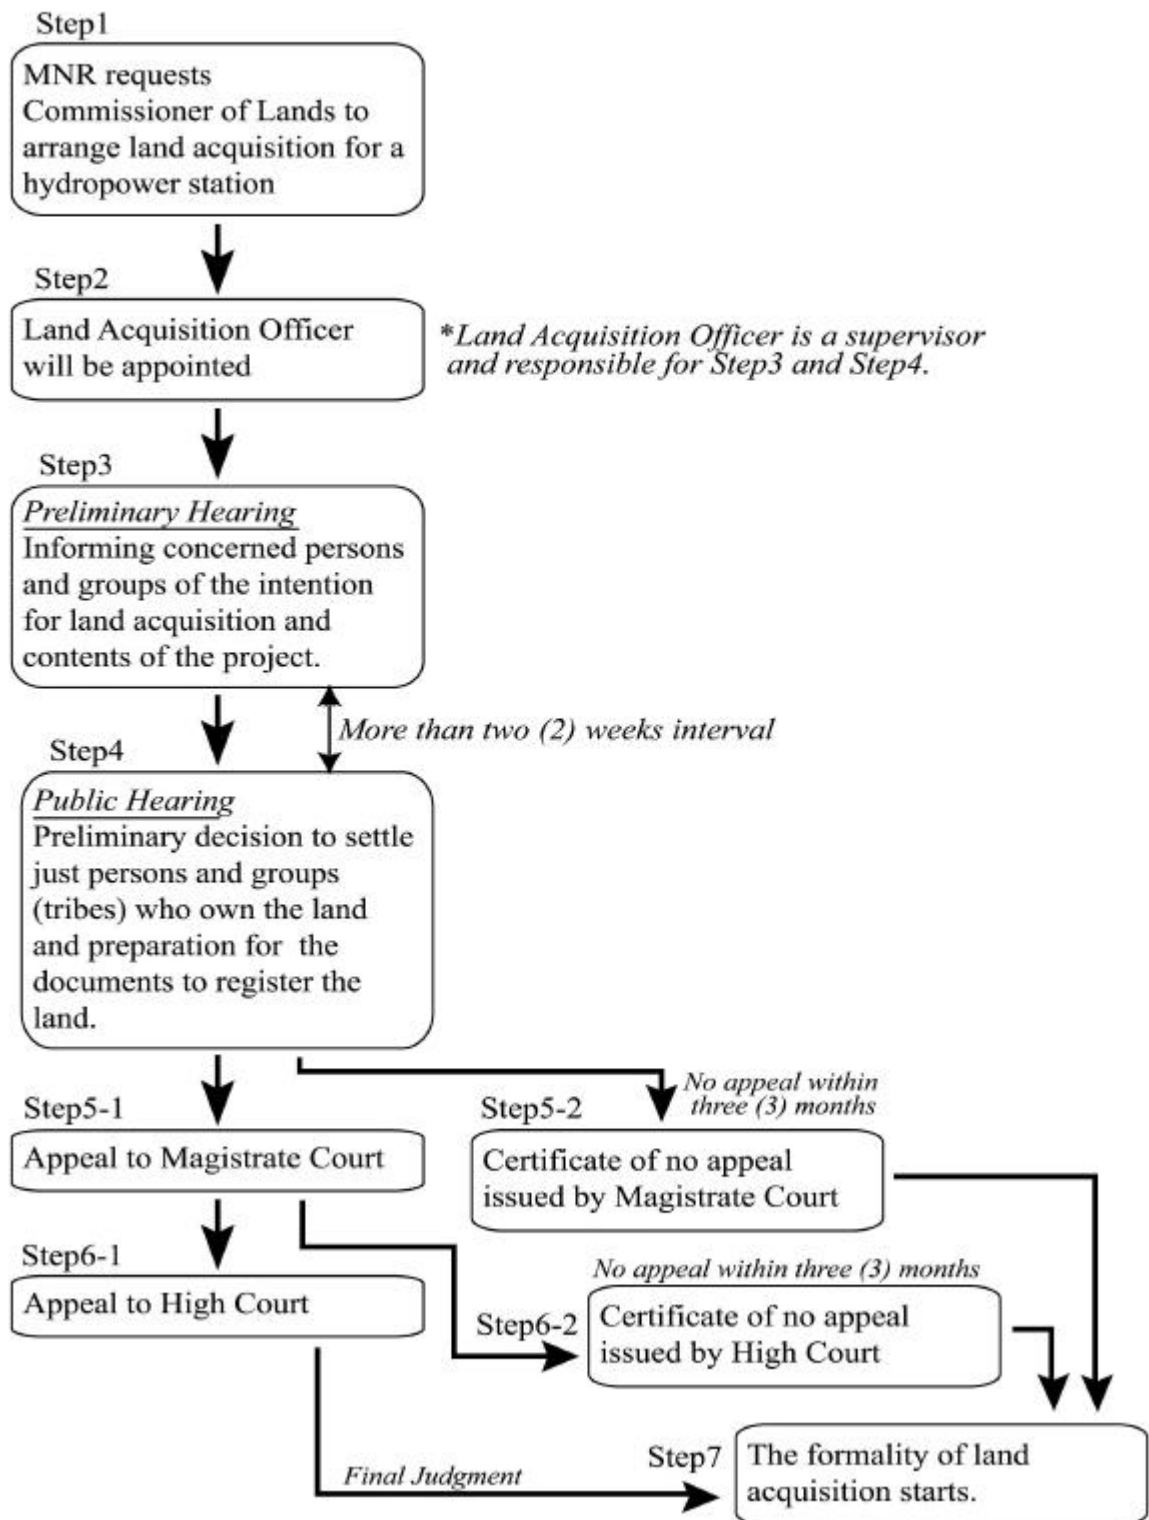 Step1
MNR requests
Commissioner of Lands to
arrange land acquisition for a
hydropower station
Step2
Land Acquisition Officer
will be appointed
*Land Acquisition Officer is a supervisor
and responsible for Step3 and Step4.
Step3
Preliminary Hearing
Informing concerned persons
and groups of the intention
for land acquisition and
contents of the project.
More than two (2) weeks interval
Step4
Public Hearing
Preliminary decision to settle
just persons and groups
(tribes) who own the land
and preparation for the
documents to register the
land.
No appeal within
three (3) months
Step5-1
Appeal to Magistrate Court
Step5-2
Certificate of no appeal
issued by Magistrate Court
Step6-1
Appeal to High Court
No appeal within three (3) months
Step6-2
Certificate of no appeal
issued by High Court
Final Judgment
Step7
The formality of land
acquisition starts.